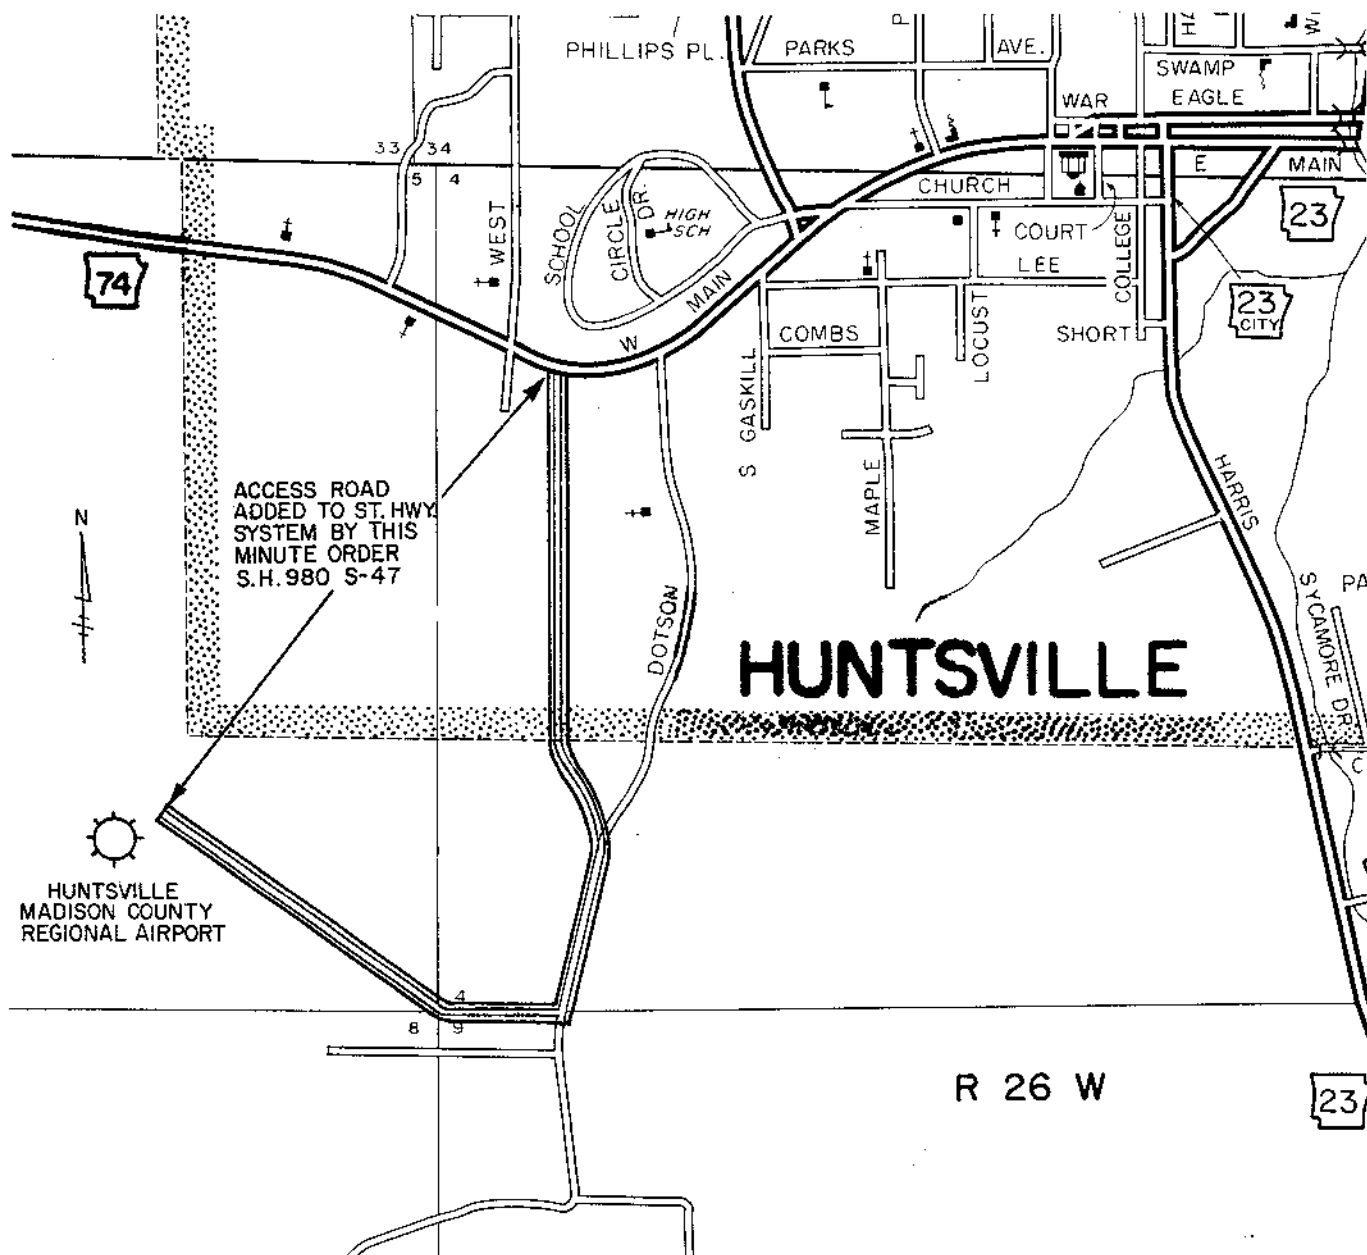 PHILLIPS PL.
PARKS
AVE.
P
HA
W
SWAMP
EAGLE
WAR
33 34
5 4
E
MAIN
CHURCH
23
WEST
SCHOOL
CIRCLE
DR.
HIGH
SCH
COURT
LEE
COLLEGE
74
W
MAIN
23
CITY
COMBS
LOCUST
SHORT
S GASKILL
MAPLE
HARRIS
ACCESS ROAD
ADDED TO ST. HWY.
SYSTEM BY THIS
MINUTE ORDER
S.H. 980 S-47
N
DOTSON
SYCAMORE DR.
PA
HUNTSVILLE
C
HUNTSVILLE
MADISON COUNTY
REGIONAL AIRPORT
4
8 9
R 26 W
23